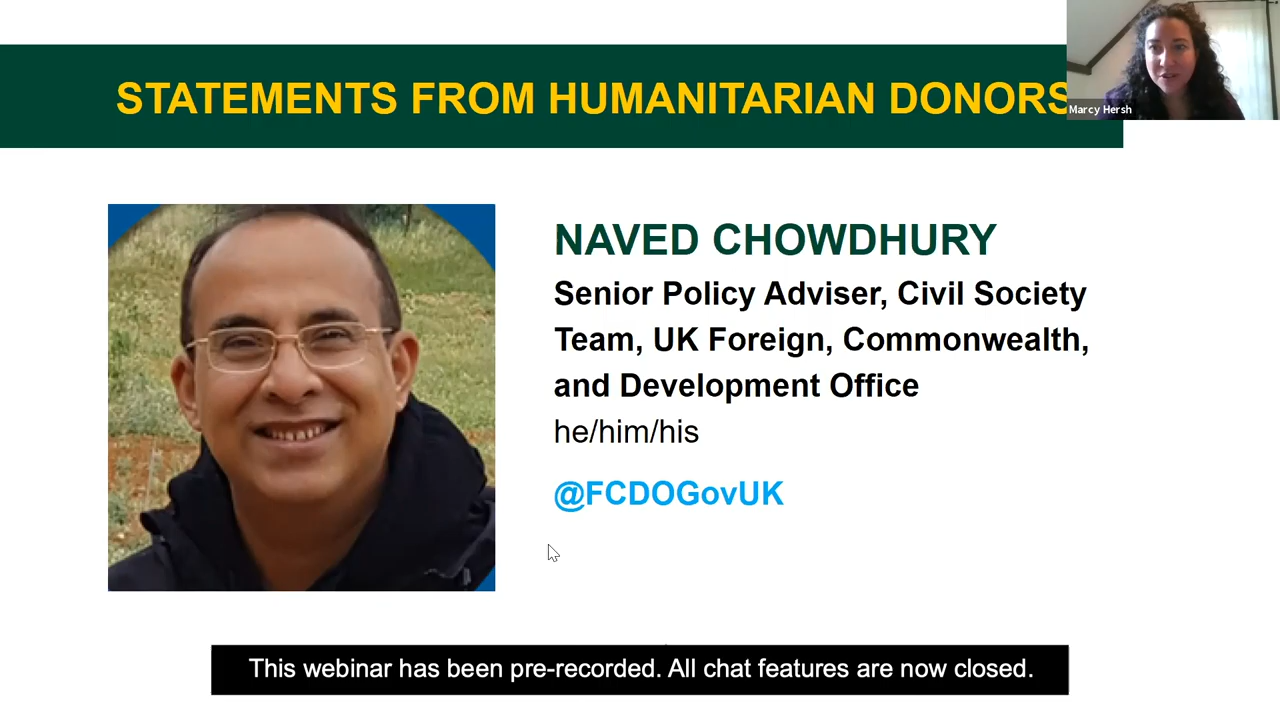 STATEMENTS FROM HUMANITARIAN DONORS
Marcy Hersh
NAVED CHOWDHURY
Senior Policy Adviser, Civil Society
Team, UK Foreign, Commonwealth,
and Development Office
he/him/his
@FCDOGovUK
This webinar has been pre-recorded. All chat features are now closed.